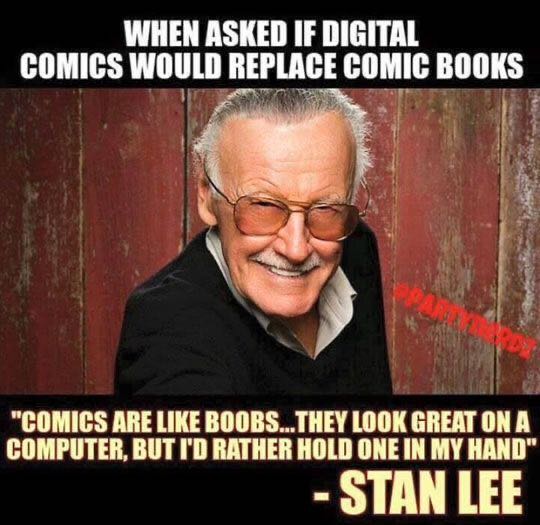 WHEN ASKED IF DIGITAL
COMICS WOULD REPLACE COMIC BOOKS
@PARTYNERDZ
"COMICS ARE LIKE BOOBS...THEY LOOK GREAT ON A
COMPUTER, BUT I'D RATHER HOLD ONE IN MY HAND"
- STAN LEE